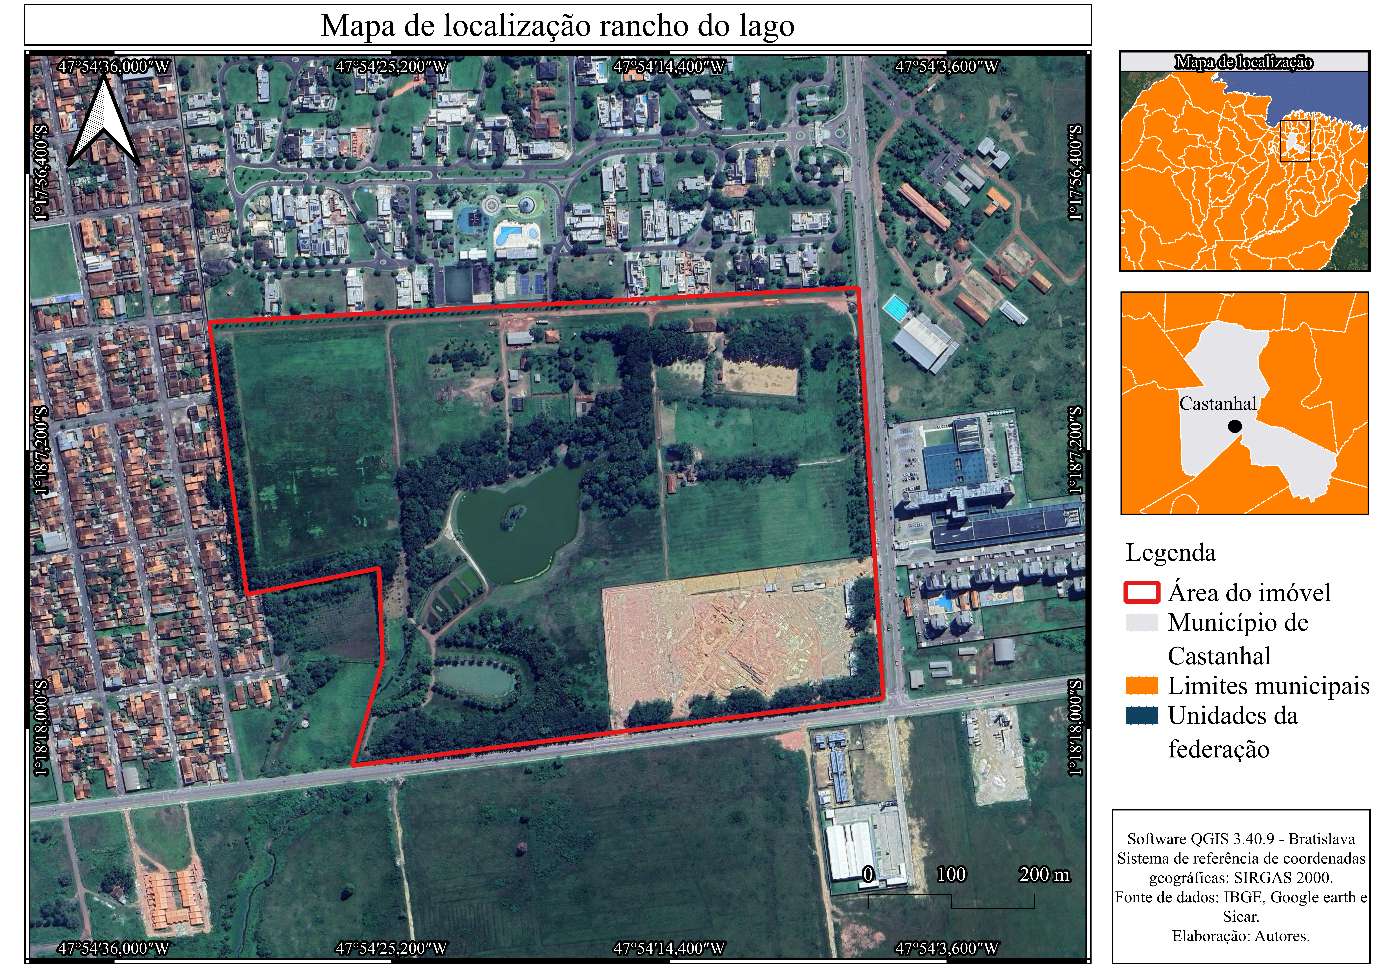 Mapa de localização rancho do lago
47°54′36,000″W
47°54′25,200″W
47°54′14,400″W
47°54′3,600″W
1°17′56,400″S
1°18′7,200″S
1°18′18,000″S
1°17′56,400″S
1°18′7,200″S
1°18′18,000″S
0
100
200 m
47°54′36,000″W
47°54′25,200″W
47°54′14,400″W
47°54′3,600″W
Mapa de localização
Castanhal
Legenda
Área do imóvel
Município de
Castanhal
Limites municipais
Unidades da
federação
Software QGIS 3.40.9 - Bratislava
Sistema de referência de coordenadas
geográficas: SIRGAS 2000.
Fonte de dados: IBGE, Google earth e
Sicar.
Elaboração: Autores.